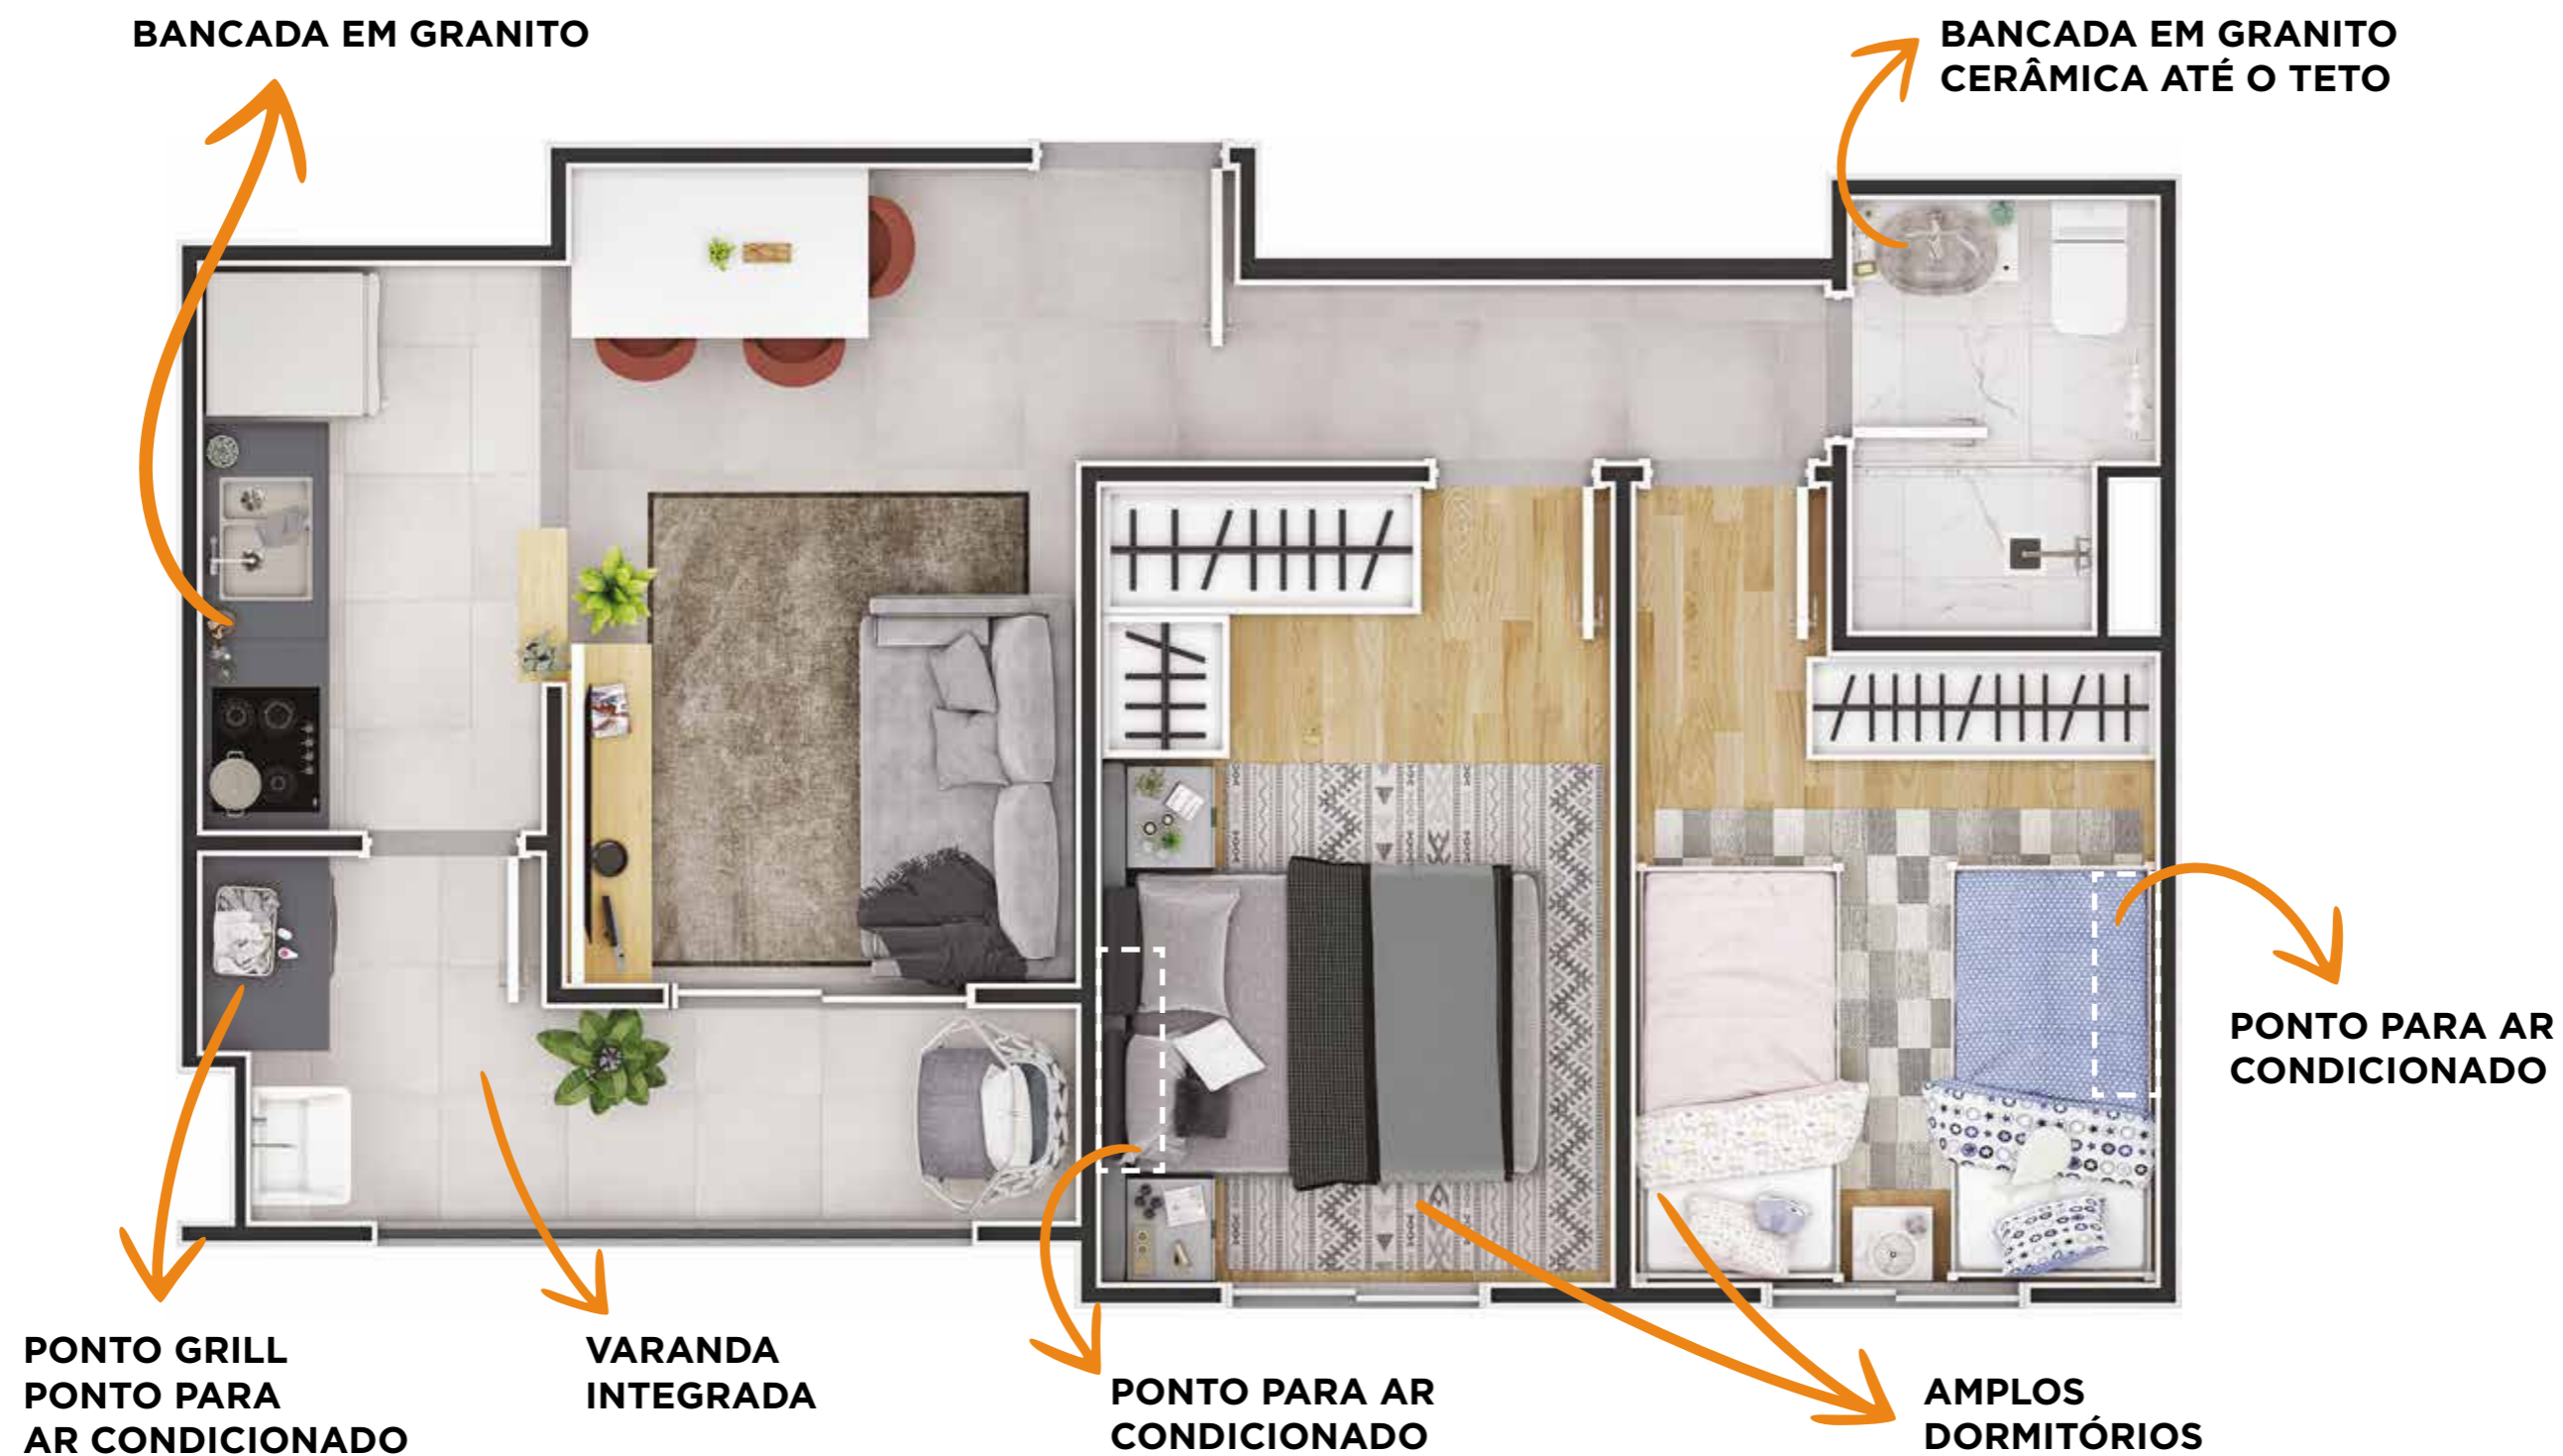 BANCADA EM GRANITO
BANCADA EM GRANITO
CERÂMICA ATÉ O TETO
PONTO PARA AR
CONDICIONADO
PONTO GRILL
PONTO PARA
AR CONDICIONADO
VARANDA
INTEGRADA
PONTO PARA AR
CONDICIONADO
AMPLOS
DORMITÓRIOS